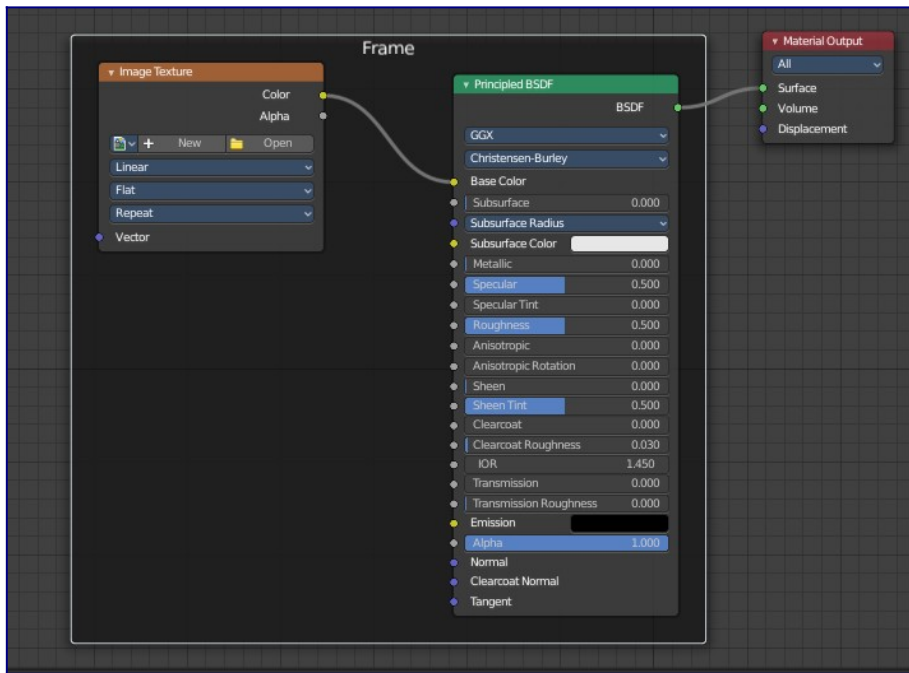 Frame
Image Texture
Color
Alpha
New Open
Linear
Flat
Repeat
Vector
Principled BSDF
BSDF
GGX
Christensen-Burley
Base Color
Subsurface 0.000
Subsurface Radius
Subsurface Color
Metallic 0.000
Specular 0.500
Specular Tint 0.000
Roughness 0.500
Anisotropic 0.000
Anisotropic Rotation 0.000
Sheen 0.000
Sheen Tint 0.500
Clearcoat 0.000
Clearcoat Roughness 0.030
IOR 1.450
Transmission 0.000
Transmission Roughness 0.000
Emission
Alpha 1.000
Normal
Clearcoat Normal
Tangent
Material Output
All
Surface
Volume
Displacement